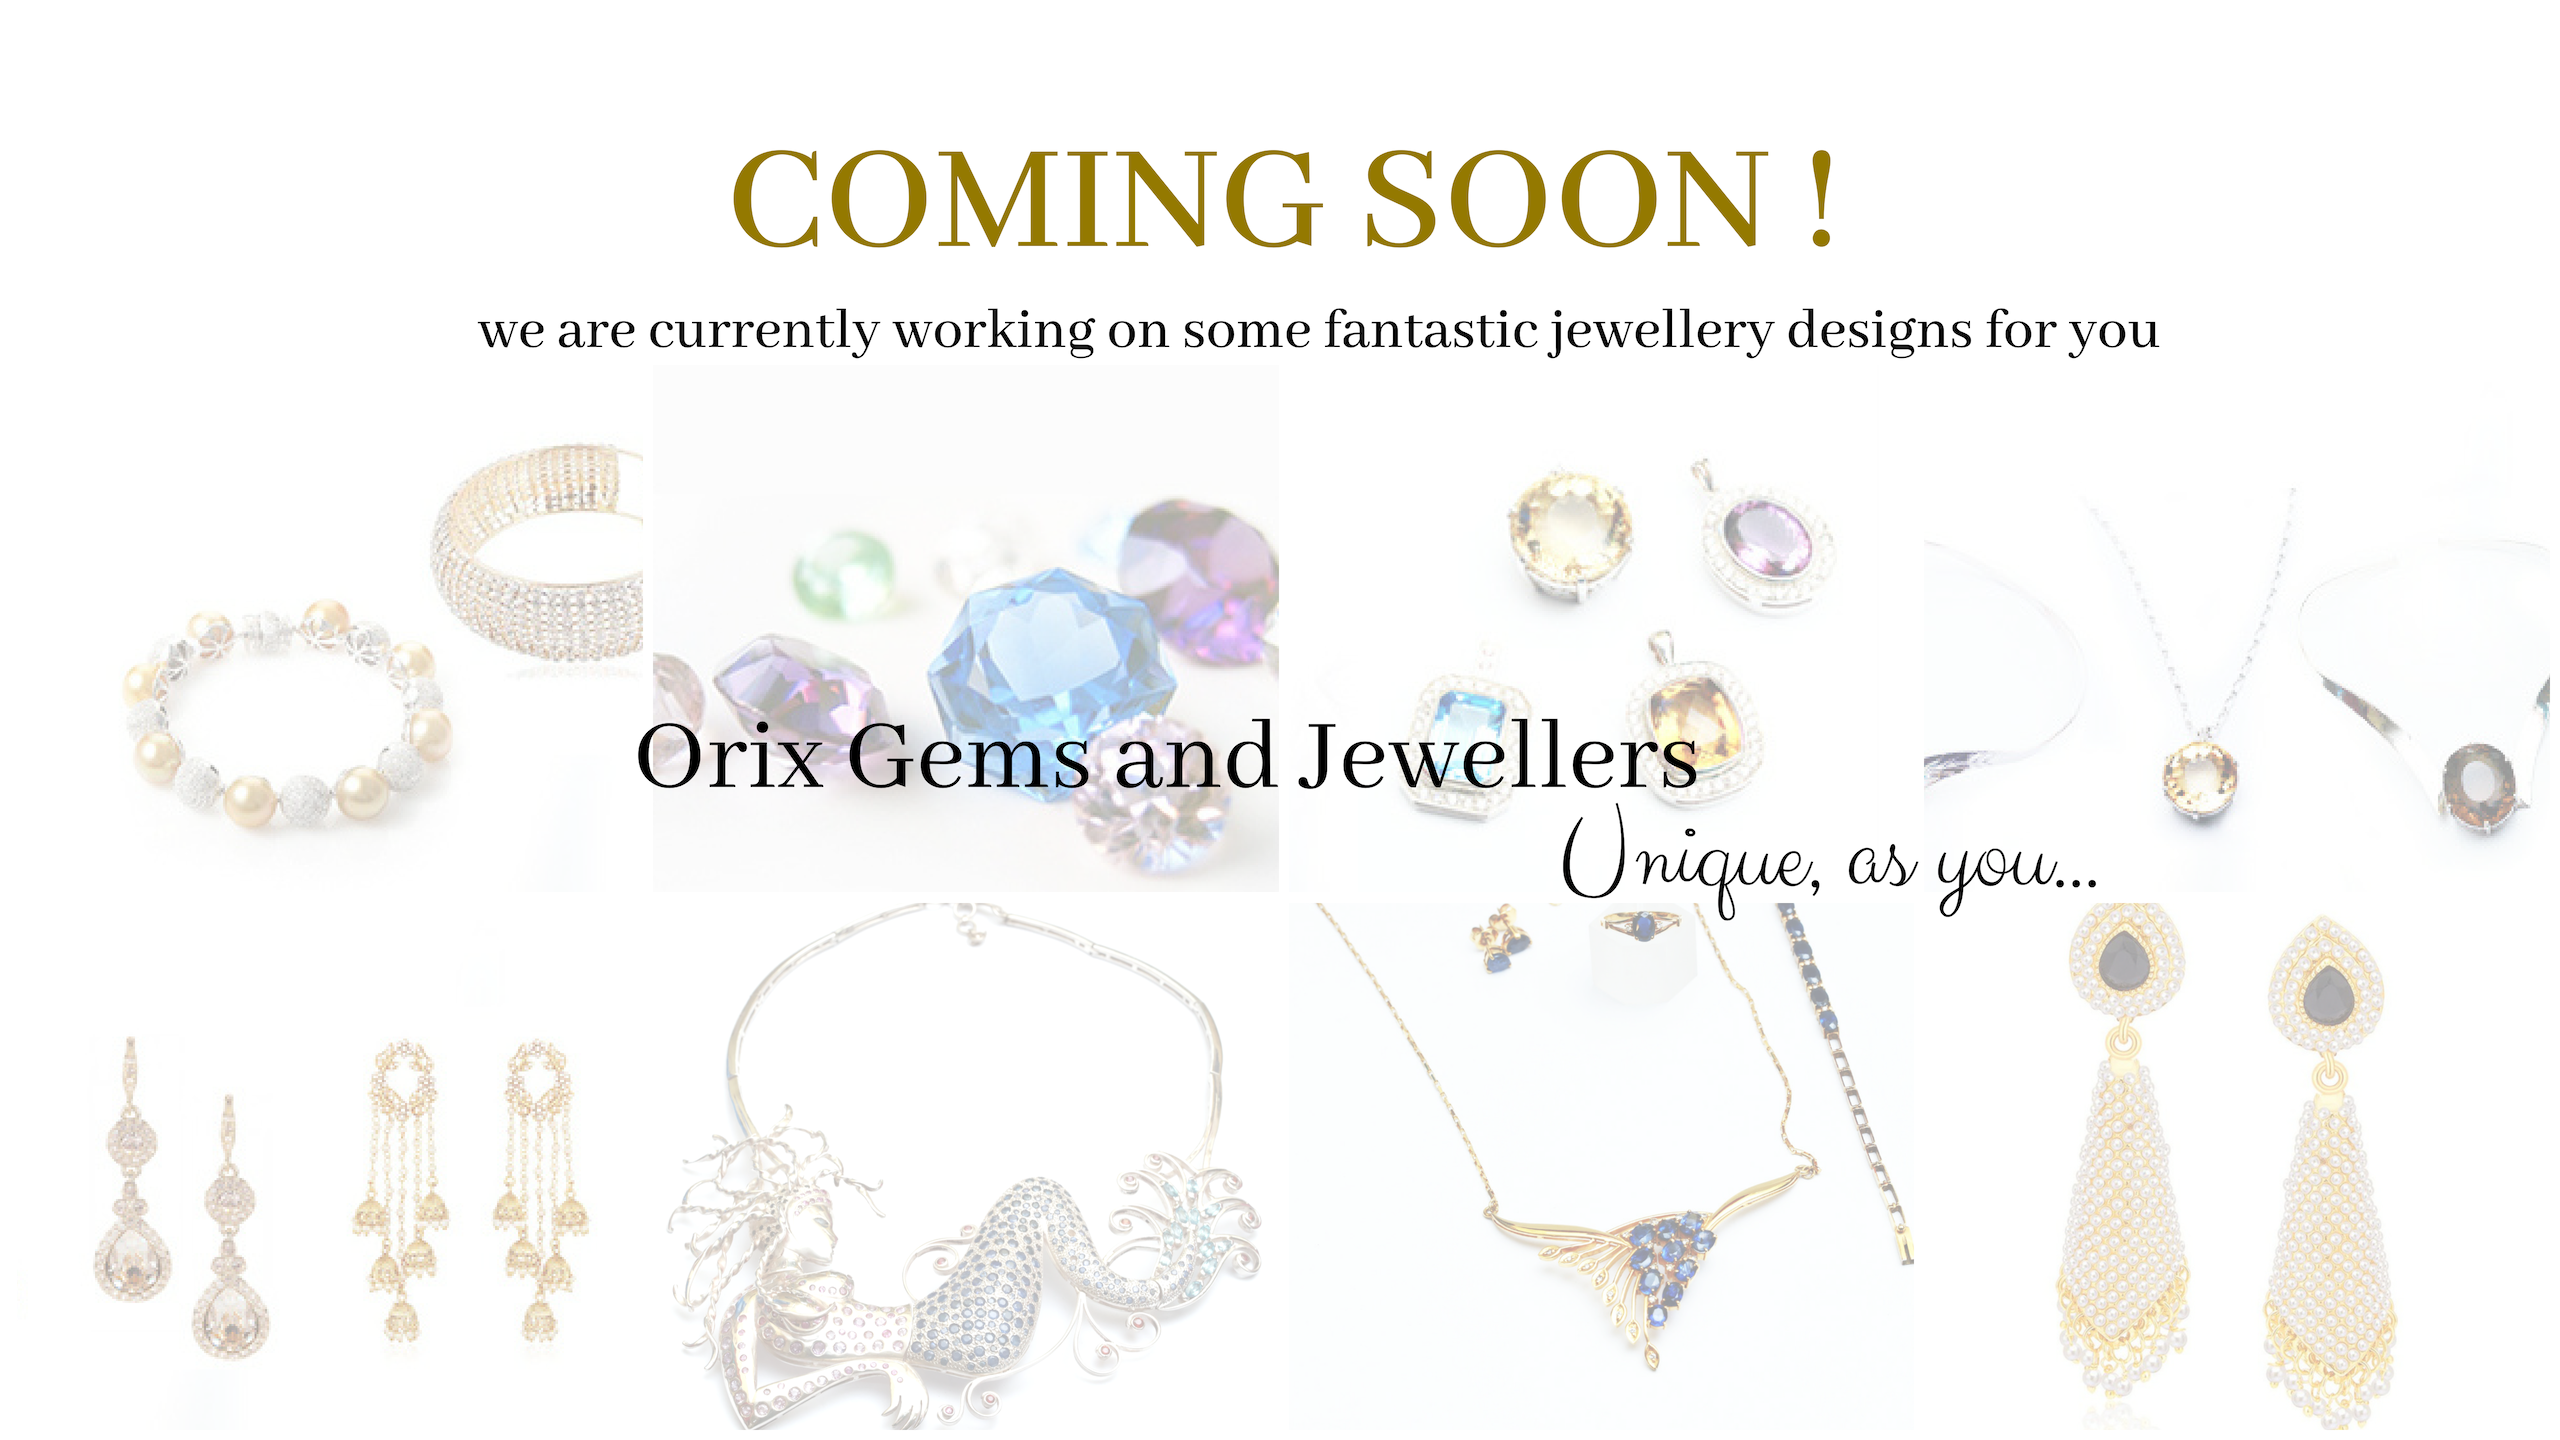 COMING SOON !
we are currently working on some fantastic jewellery designs for you
Orix Gems and Jewellers
Unique, as you...